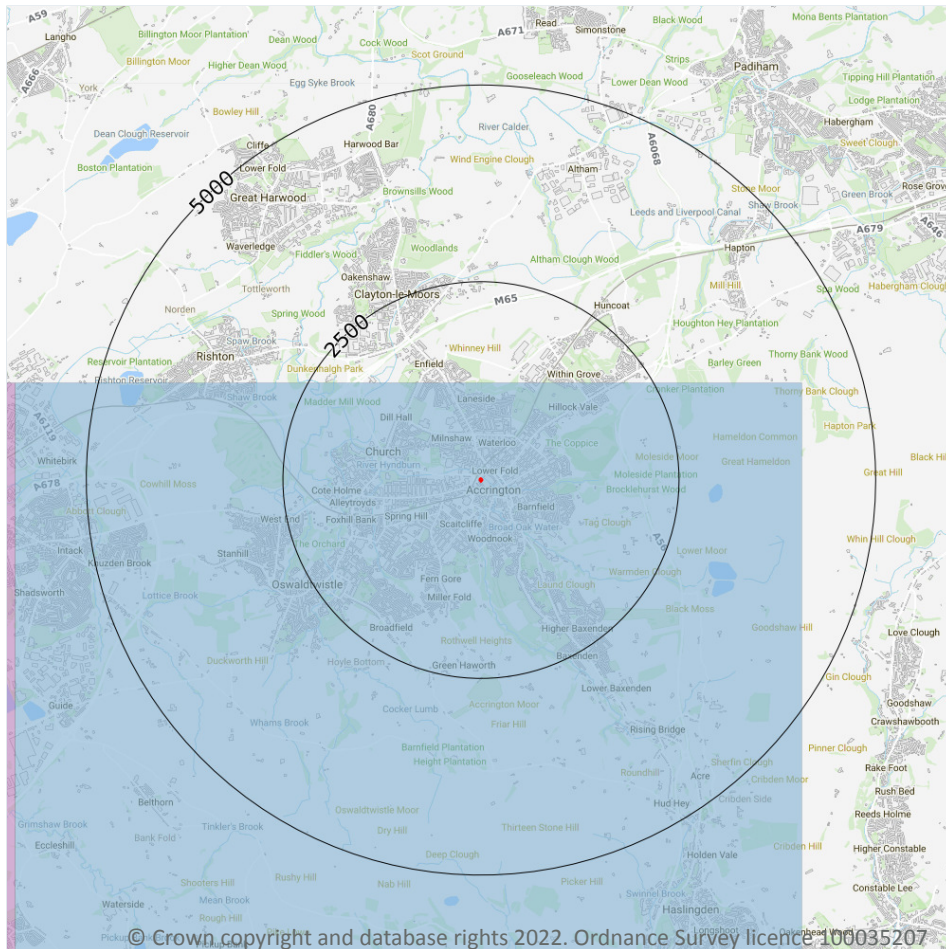 A59
Langho
Billington Moor Plantation
Dean Wood
Cock Wood
Read
Simonstone
Black Wood
Mona Bents Plantation
A671
Strips
Padiham
Billington Moor
Higher Dean Wood
Scot Grove
Gooseleach Wood
Lower Dean Wood
Tipping Hill Plantation
A666
York
Egg Syke Brook
Lodge Plantation
Bowley Hill
A680
River Calder
Habergham
Dean Clough Reservoir
Cliffe
Harwood Bar
A6068
Sweet Clough
Boston Plantation
Lower Fold
Wind Engine Clough
Altham
5000
Brownsills Wood
Stone Moor
Green Brook
Rose Grove
Great Harwood
Leeds and Liverpool Canal
Shaw Brook
A679
A646
Waverledge
Woodlands
Hapton
Fiddler's Wood
Altham Clough Wood
Oakenshaw
Tottleworth
Clayton-le-Moors
M65
Mill Hill
Spa Wood
Habergham Clough
Norden
Spring Wood
Huncoat
2500
Houghton Hey Plantation
Spaw Brook
Rishton
Whinney Hill
Reservoir Plantation
Dunkenhalgh Park
Enfield
Barley Green
Thorny Bank Wood
Rishton Reservoir
Within Grove
Shaw Brook
Madder Mill Wood
Laneside
Cronker Plantation
Thorny Bank Clough
A6119
Dill Hall
Hillock Vale
Hapton Park
Milnshaw
Waterloo
The Coppice
Hameldon Common
Whitebirk
Church
River Hyndburn
Moleside Moor
Great Hameldon
Black Hi
A678
Cowhill Moss
Lower Fold
Moleside Plantation
Great Hill
Cote Holme
Accrington
Brocklehurst Wood
Abbot Clough
Alleytroyds
Barnfield
West End
Foxhill Bank
Spring Hill
Scaitcliffe
Broad Oak Water
Tag Clough
Woodnook
A56
Whin Hill Clough
Intack
The Orchard
Lower Moor
Knuzden Brook
Stanhill
Fern Gore
Warmden Clough
Shadsworth
Lottice Brook
Oswaldtwistle
Laund Clough
Miller Fold
Black Moss
Broadfield
Higher Baxenden
Goodshaw Hill
Love Clough
Rothwell Heights
Duckworth Hill
Hoyle Bottom
Green Haworth
Baxenden
Gin Clough
Lower Baxenden
Guide
Cocker Lumb
Accrington Moor
Goodshaw
Whams Brook
Friar Hill
Rising Bridge
Crawshawbooth
Barnfield Plantation
Pinner Clough
Height Plantation
Sherfin Clough
Roundhill
Acre
Cribden Moor
Rake Foot
Belthorn
Oswaldtwistle Moor
Hud Hey
Cribden Side
Rush Bed
Grimshaw Brook
Tinkler's Brook
Dry Hill
Thirteen Stone Hill
Reeds Holme
Eccleshill
Bank Fold
Cribden Hill
Higher Constable
Deep Clough
Holden Vale
Shooters Hill
Rushy Hill
Nab Hill
Picker Hill
Constable Lee
Mesn Brook
Swinnel Brook
Waterside
Rough Hill
Haslingden
Longshoot
© Crown copyright and database rights 2022. Ordnance Survey licence 100035207